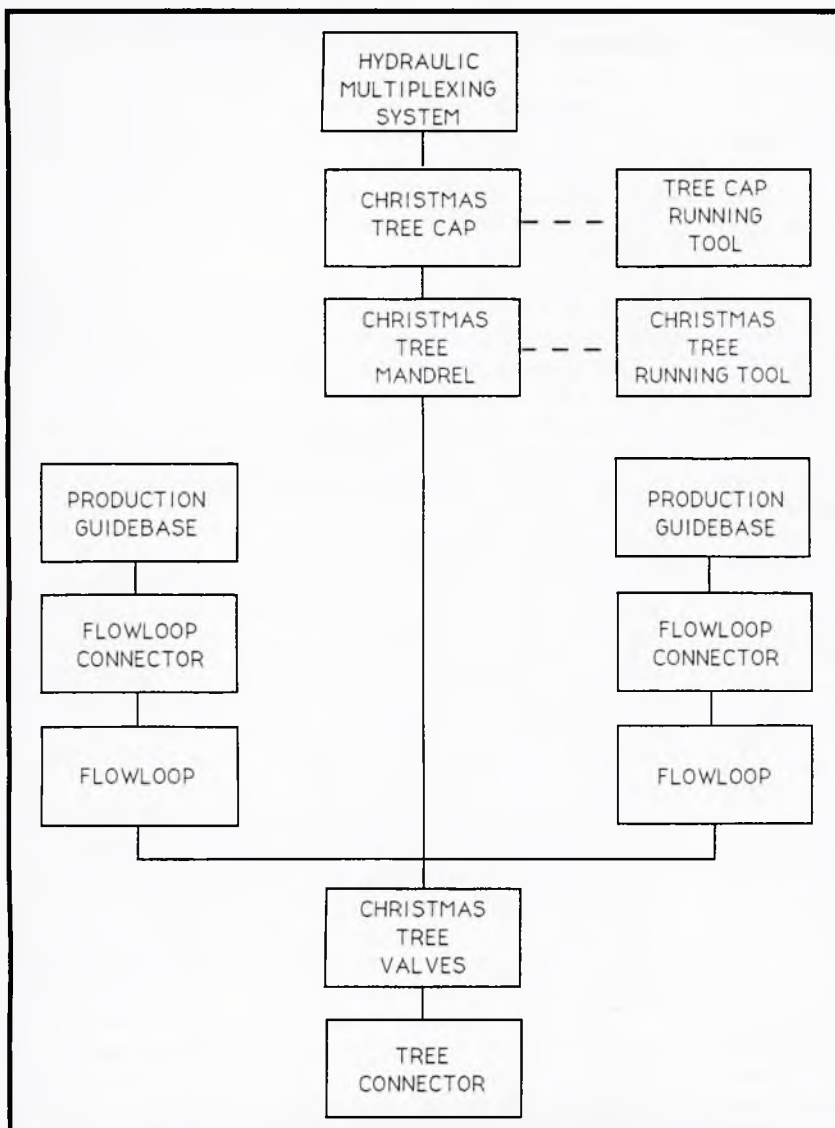 HYDRAULIC
MULTIPLEXING
SYSTEM
CHRISTMAS
TREE CAP
TREE CAP
RUNNING
TOOL
CHRISTMAS
TREE
MANDREL
CHRISTMAS
TREE
RUNNING TOOL
PRODUCTION
GUIDEBASE
PRODUCTION
GUIDEBASE
FLOWLOOP
CONNECTOR
FLOWLOOP
CONNECTOR
FLOWLOOP
FLOWLOOP
CHRISTMAS
TREE
VALVES
TREE
CONNECTOR